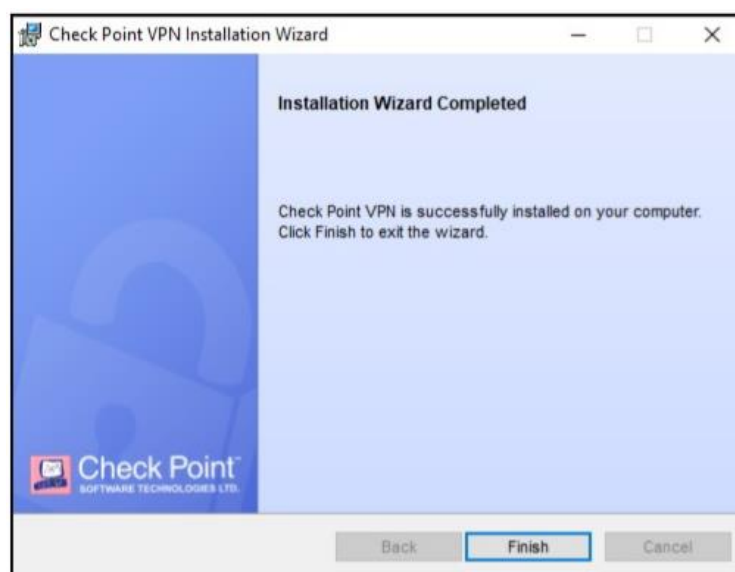 Check Point VPN Installation Wizard
Installation Wizard Completed
Check Point VPN is successfully installed on your computer.
Click Finish to exit the wizard.
Check Point™
SOFTWARE TECHNOLOGIES LTD.
Back
Finish
Cancel